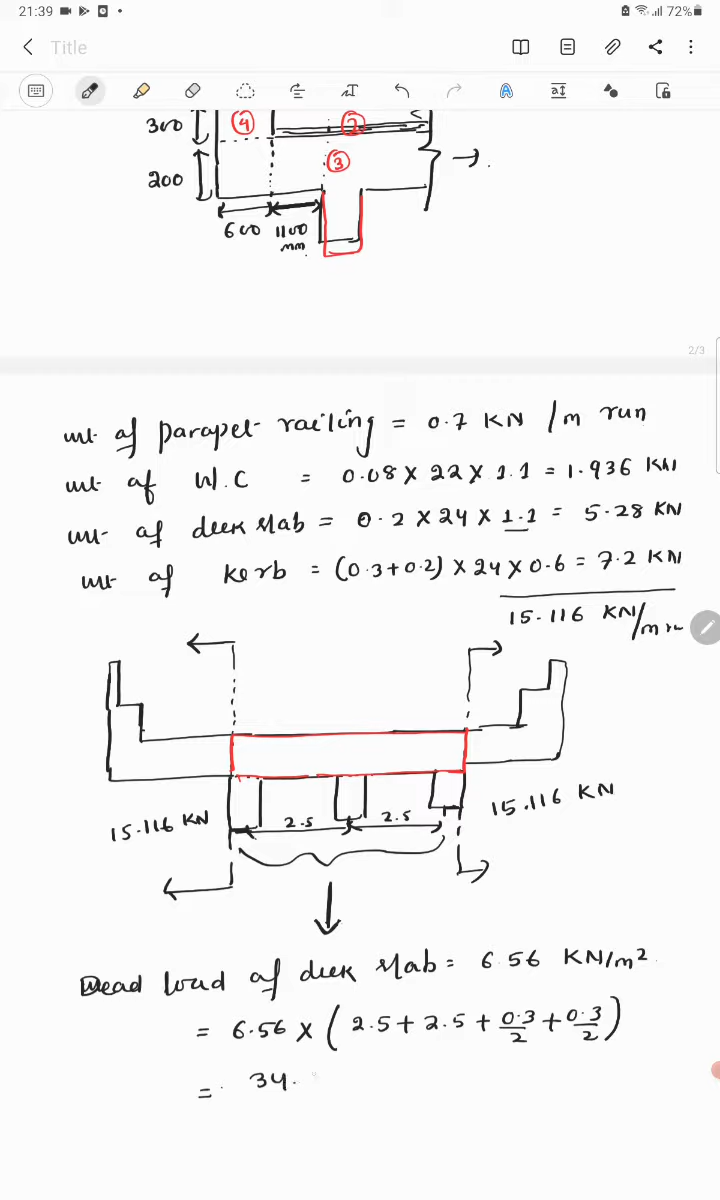 21:39
72%
Title
300
④
②
③
200
600
1100
mm
2/3
wt of parapet railing = 0.7 KN /m run
wt of W.C = 0.08 X 22 X 1.1 = 1.936 KN
wt of deck slab = 0.2 X 24 X 1.1 = 5.28 KN
wt of kerb = (0.3+0.2) X 24 X 0.6 = 7.2 KN
15.116 KN/m
15.116 KN
2.5
2.5
15.116 KN
Dead load of deck slab = 6.56 KN/m²
= 6.56 X ( 2.5 + 2.5 + 0.3/2 + 0.3/2 )
= 34.